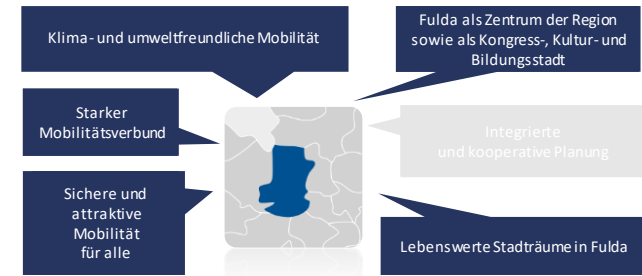 Klima- und umweltfreundliche Mobilität
Fulda als Zentrum der Region
sowie als Kongress-, Kultur- und
Bildungsstadt
Starker
Mobilitätsverbund
Integrierte
und kooperative Planung
Sichere und
attraktive
Mobilität
für alle
Lebenswerte Stadträume in Fulda